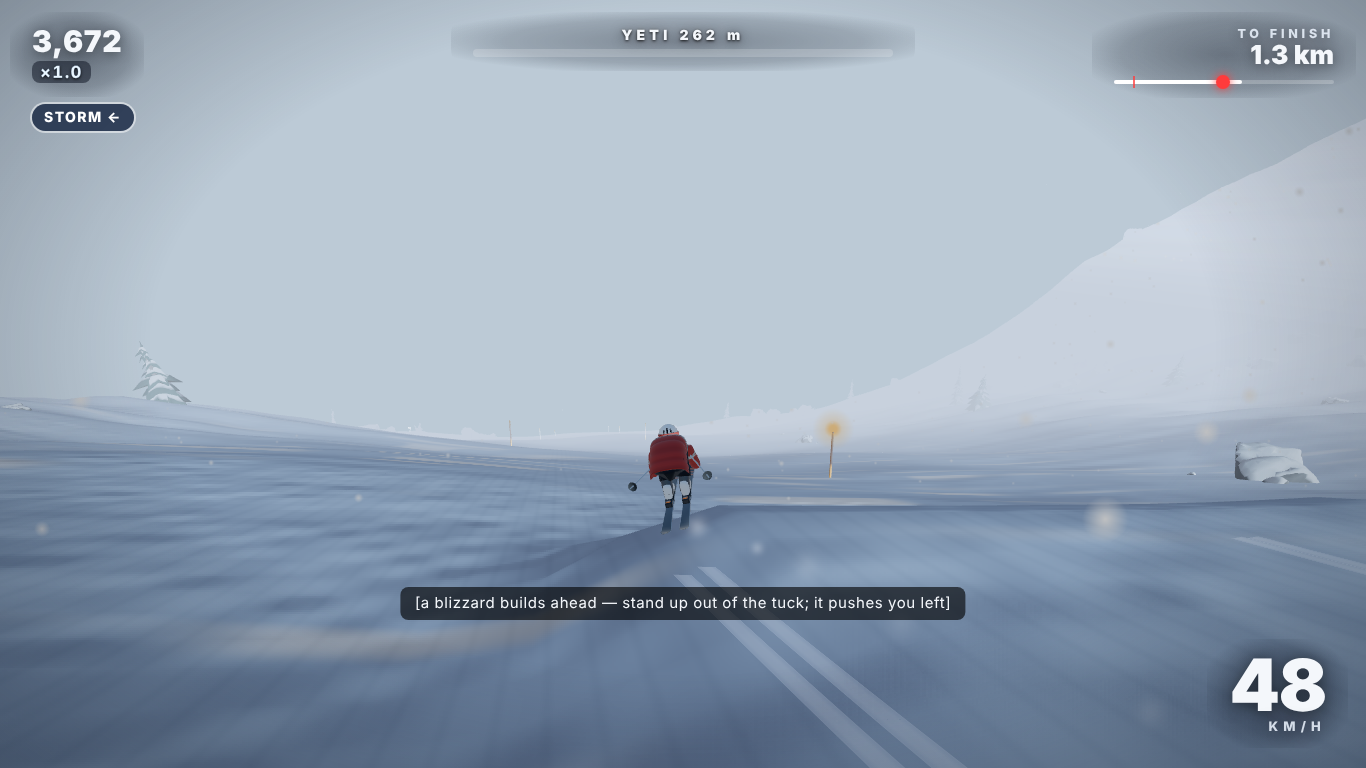 3,672
×1.0
STORM ←
YETI 262 m
TO FINISH
1.3 km
[a blizzard builds ahead — stand up out of the tuck; it pushes you left]
48
KM/H